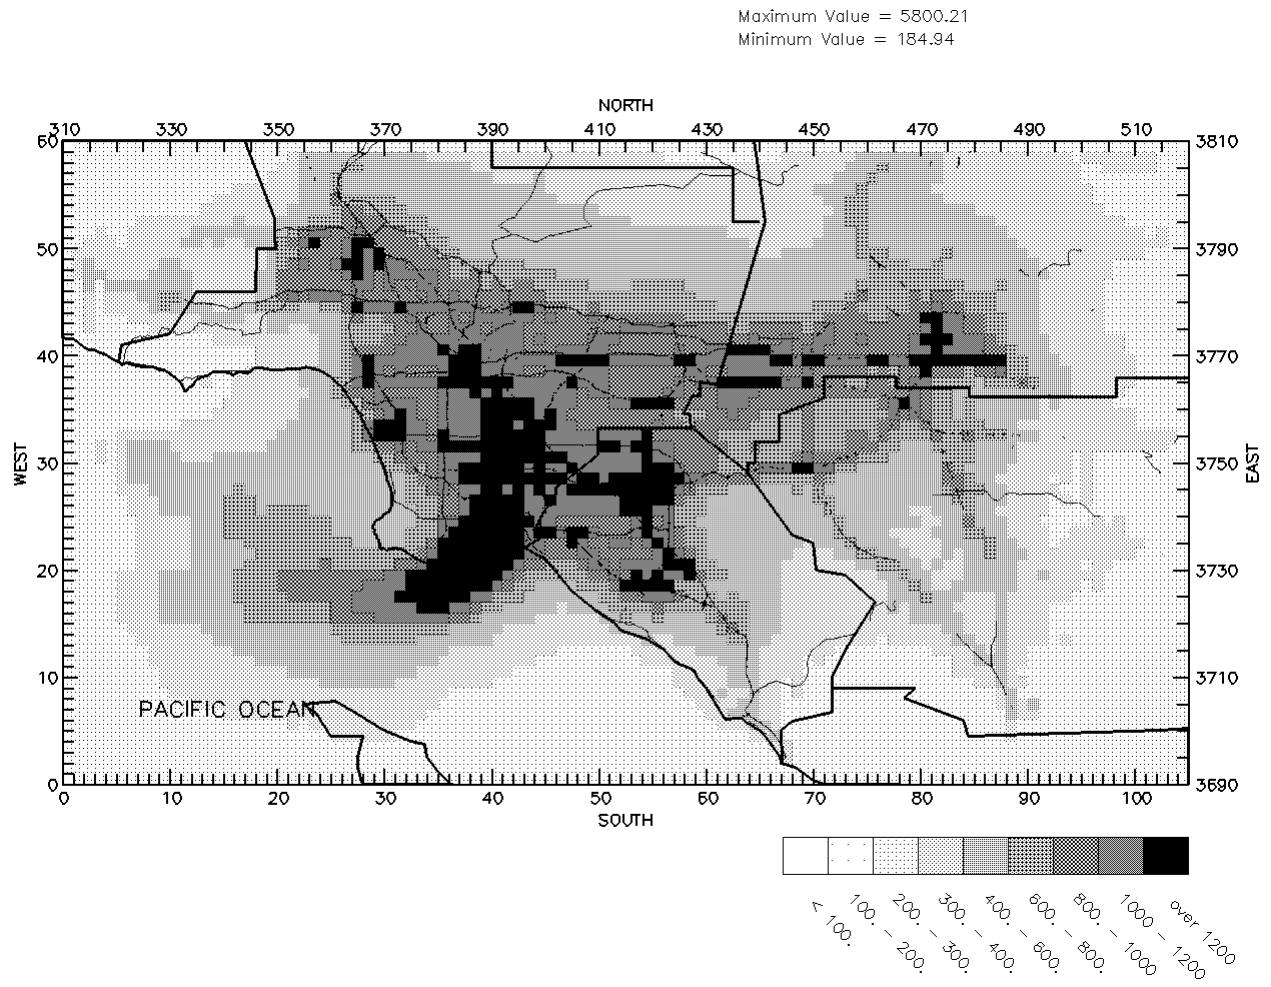 Maximum Value = 5800.21
Minimum Value = 184.94
NORTH
310 330 350 370 390 410 430 450 470 490 510
60 3810
50 3790
40 3770
WEST
30 3750
EAST
20 3730
10 3710
PACIFIC OCEAN
0 3690
0 10 20 30 40 50 60 70 80 90 100
SOUTH
< 100.
100. - 200.
200. - 300.
300. - 400.
400. - 600.
600. - 800.
800. - 1000
1000 - 1200
over 1200